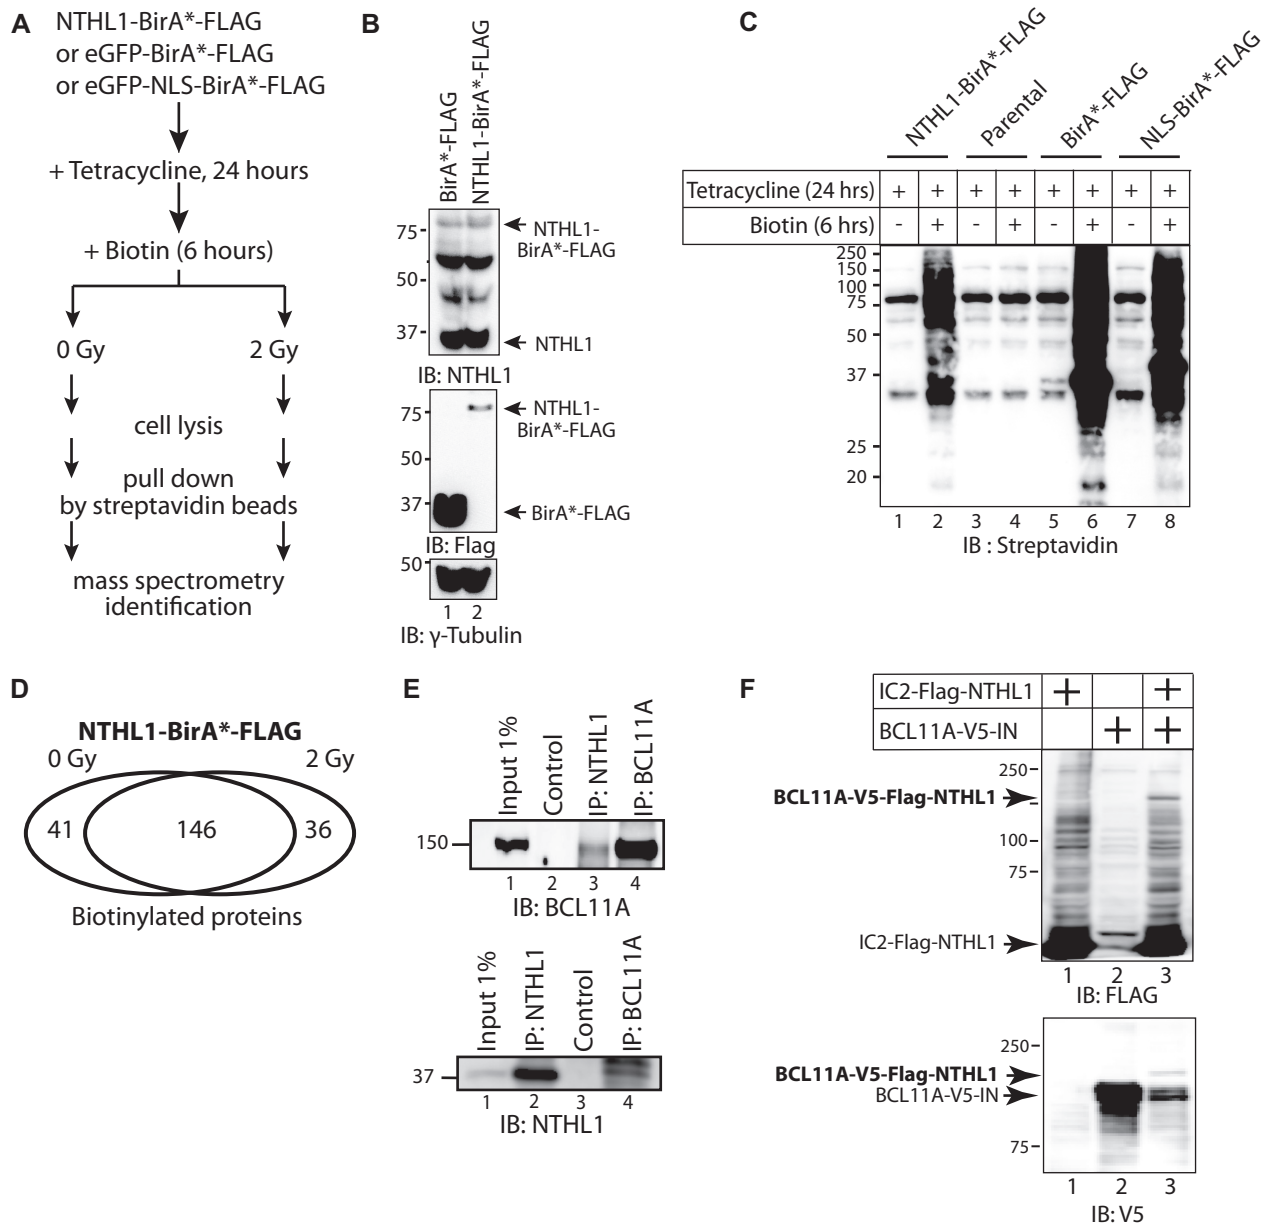 A
NTHL1-BirA*-FLAG
or eGFP-BirA*-FLAG
or eGFP-NLS-BirA*-FLAG
+ Tetracycline, 24 hours
+ Biotin (6 hours)
0 Gy
2 Gy
cell lysis
pull down
by streptavidin beads
mass spectrometry
identification
B
BirA*-FLAG
NTHL1-BirA*-FLAG
75
50
37
NTHL1-
BirA*-FLAG
NTHL1
IB: NTHL1
75
50
37
NTHL1-
BirA*-FLAG
BirA*-FLAG
IB: Flag
50
1 2
IB: γ-Tubulin
C
NTHL1-BirA*-FLAG
Parental
BirA*-FLAG
NLS-BirA*-FLAG
Tetracycline (24 hrs) + + + + + + + +
Biotin (6 hrs) - + - + - + - +
250
150
100
75
50
37
25
20
1 2 3 4 5 6 7 8
IB : Streptavidin
D
NTHL1-BirA*-FLAG
0 Gy
2 Gy
41 146 36
Biotinylated proteins
E
Input 1%
Control
IP: NTHL1
IP: BCL11A
150
1 2 3 4
IB: BCL11A
Input 1%
IP: NTHL1
Control
IP: BCL11A
37
1 2 3 4
IB: NTHL1
F
IC2-Flag-NTHL1 + +
BCL11A-V5-IN + +
250
BCL11A-V5-Flag-NTHL1
100
75
IC2-Flag-NTHL1
1 2 3
IB: FLAG
250
BCL11A-V5-Flag-NTHL1
BCL11A-V5-IN
75
1 2 3
IB: V5